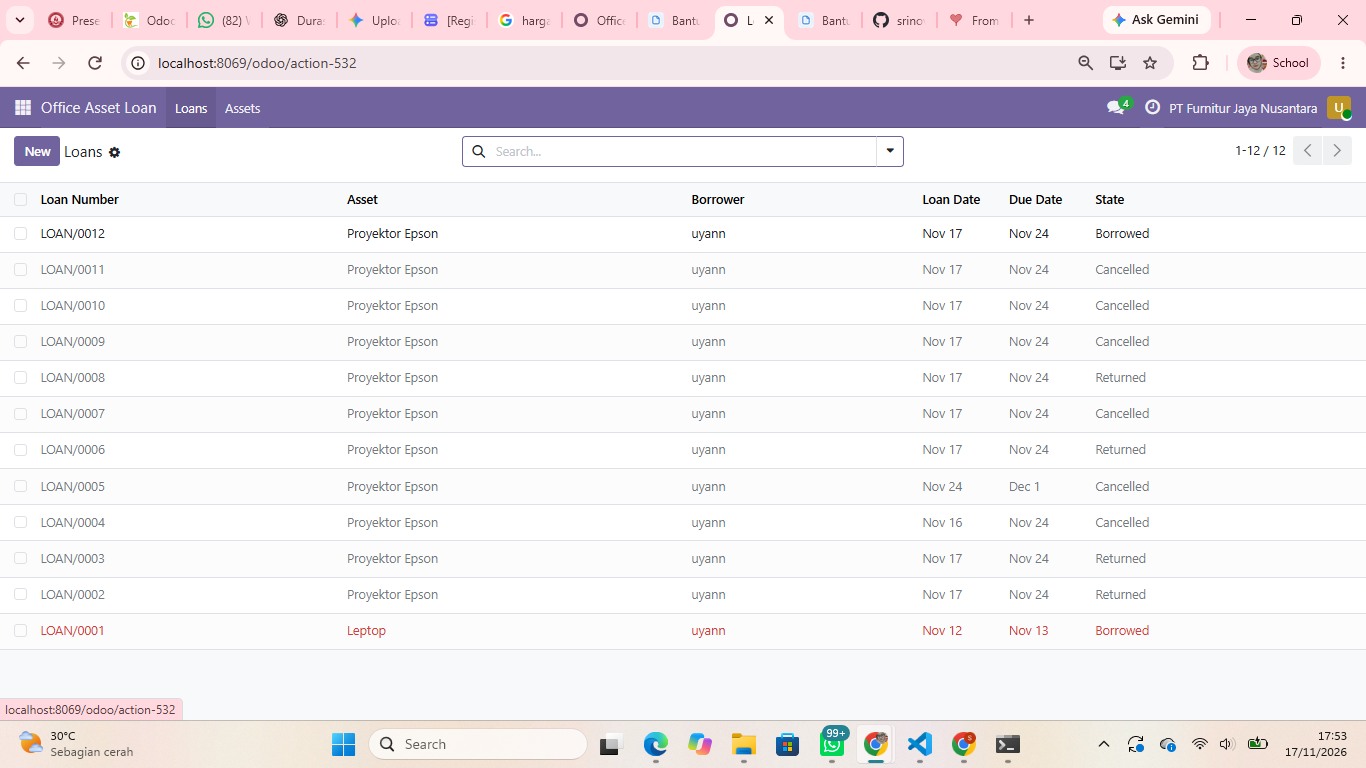 Prese
Odoc
(82) V
Duras
Uploa
[Regi
harga
Office
Bantu
Lo
Bantu
srinov
From
Ask Gemini
localhost:8069/odoo/action-532
School
Office Asset Loan Loans Assets
4 PT Furnitur Jaya Nusantara U
New Loans Search... 1-12 / 12
Loan Number Asset Borrower Loan Date Due Date State
LOAN/0012 Proyektor Epson uyann Nov 17 Nov 24 Borrowed
LOAN/0011 Proyektor Epson uyann Nov 17 Nov 24 Cancelled
LOAN/0010 Proyektor Epson uyann Nov 17 Nov 24 Cancelled
LOAN/0009 Proyektor Epson uyann Nov 17 Nov 24 Cancelled
LOAN/0008 Proyektor Epson uyann Nov 17 Nov 24 Returned
LOAN/0007 Proyektor Epson uyann Nov 17 Nov 24 Cancelled
LOAN/0006 Proyektor Epson uyann Nov 17 Nov 24 Returned
LOAN/0005 Proyektor Epson uyann Nov 24 Dec 1 Cancelled
LOAN/0004 Proyektor Epson uyann Nov 16 Nov 24 Cancelled
LOAN/0003 Proyektor Epson uyann Nov 17 Nov 24 Returned
LOAN/0002 Proyektor Epson uyann Nov 17 Nov 24 Returned
LOAN/0001 Leptop uyann Nov 12 Nov 13 Borrowed
localhost:8069/odoo/action-532
30°C
Sebagian cerah
Search
99+
S
17:53
17/11/2026